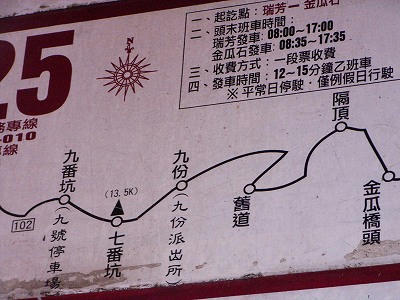 25
務專線
-010
專線
N
一、起訖點：瑞芳－金瓜石
二、頭末班車時間：
瑞芳發車：08:00~17:00
金瓜石發車：08:35~17:35
三、收費方式：一段票收費
四、發車時間：12~15分鐘乙班車
※ 平常日停駛，僅例假日行駛
九番坑
(九號停車場
102
(13.5K)
七番坑
九份
(九份派出所)
舊道
隔頂
金瓜橋頭